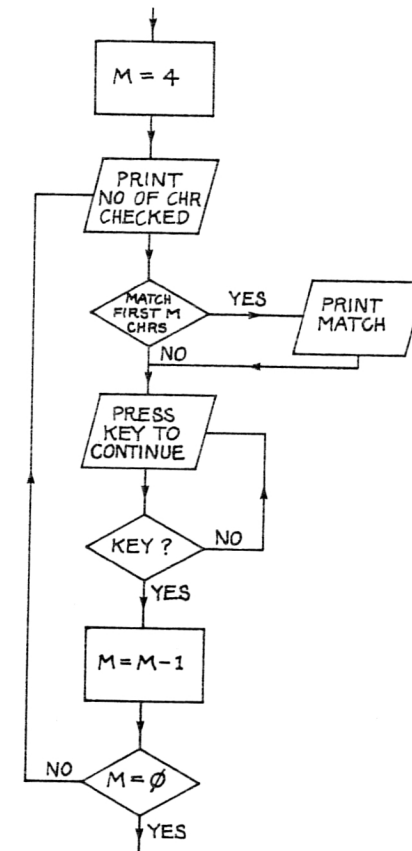 M = 4
PRINT
NO OF CHR
CHECKED
MATCH
FIRST M
CHRS
YES
PRINT
MATCH
NO
PRESS
KEY TO
CONTINUE
KEY ?
NO
YES
M = M - 1
NO
M = Ø
YES